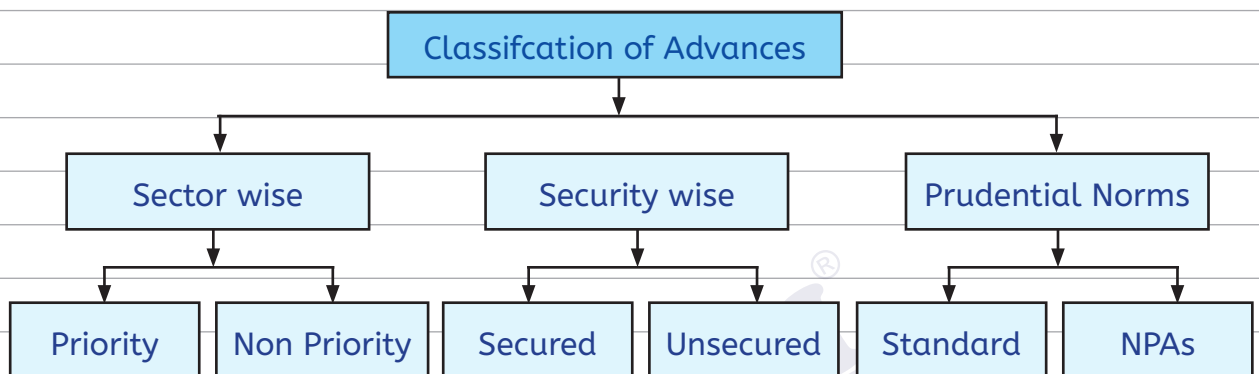 Classifcation of Advances
Sector wise
Security wise
Prudential Norms
Priority
Non Priority
Secured
Unsecured
Standard
NPAs
®